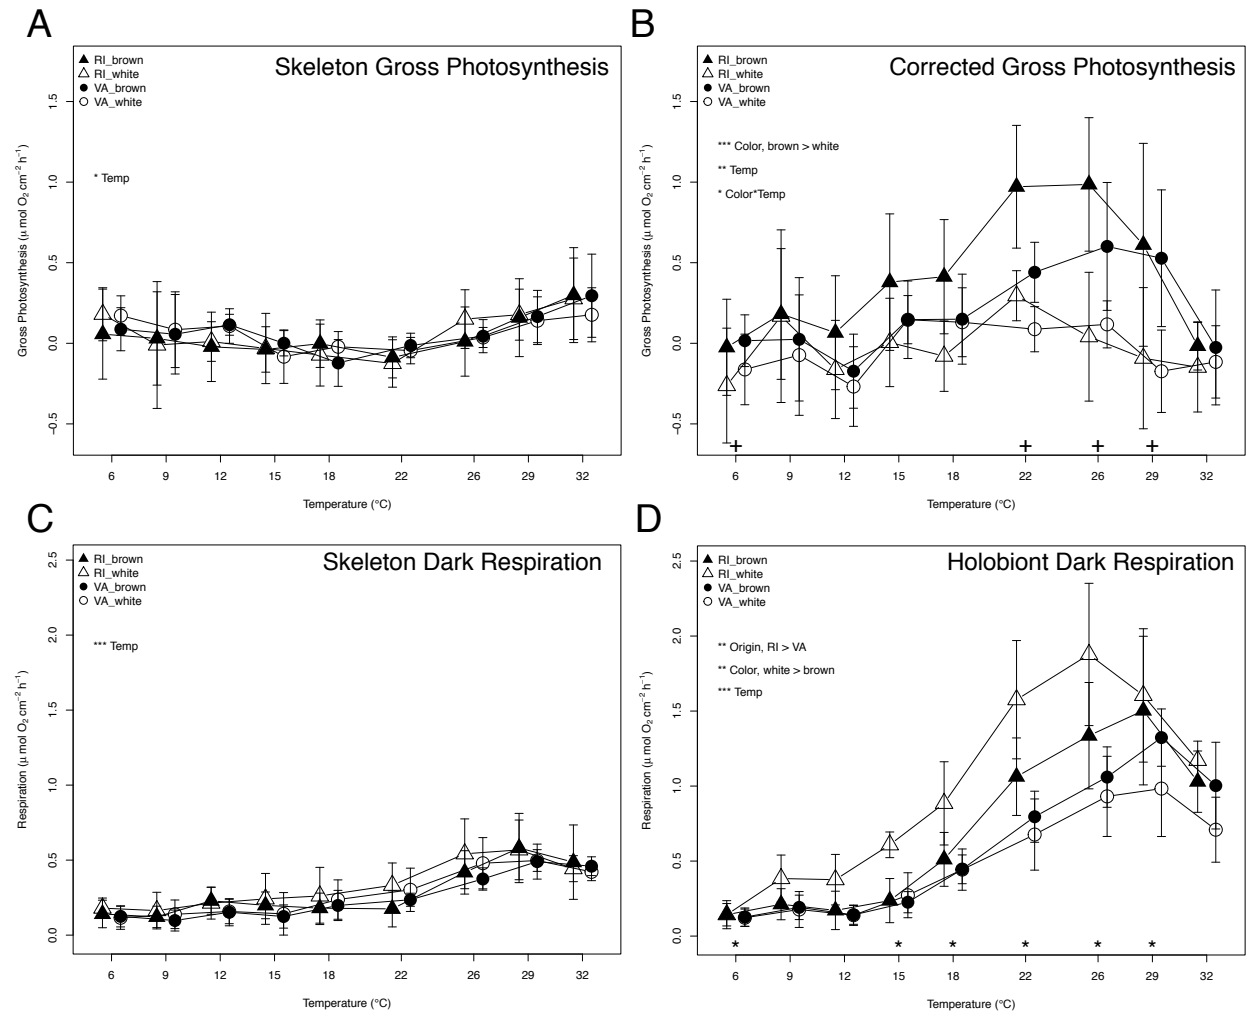 A
Skeleton Gross Photosynthesis
RI_brown
RI_white
VA_brown
VA_white
* Temp
Gross Photosynthesis (µ mol O₂ cm⁻² h⁻¹)
1.5
1.0
0.5
0.0
−0.5
6 9 12 15 18 22 26 29 32
Temperature (°C)
B
Corrected Gross Photosynthesis
RI_brown
RI_white
VA_brown
VA_white
*** Color, brown > white
** Temp
* Color*Temp
Gross Photosynthesis (µ mol O₂ cm⁻² h⁻¹)
1.5
1.0
0.5
0.0
−0.5
+ + + +
6 9 12 15 18 22 26 29 32
Temperature (°C)
C
Skeleton Dark Respiration
RI_brown
RI_white
VA_brown
VA_white
*** Temp
Respiration (µ mol O₂ cm⁻² h⁻¹)
2.5
2.0
1.5
1.0
0.5
0.0
6 9 12 15 18 22 26 29 32
Temperature (°C)
D
Holobiont Dark Respiration
RI_brown
RI_white
VA_brown
VA_white
** Origin, RI > VA
** Color, white > brown
*** Temp
Respiration (µ mol O₂ cm⁻² h⁻¹)
2.5
2.0
1.5
1.0
0.5
0.0
* * * * * *
6 9 12 15 18 22 26 29 32
Temperature (°C)